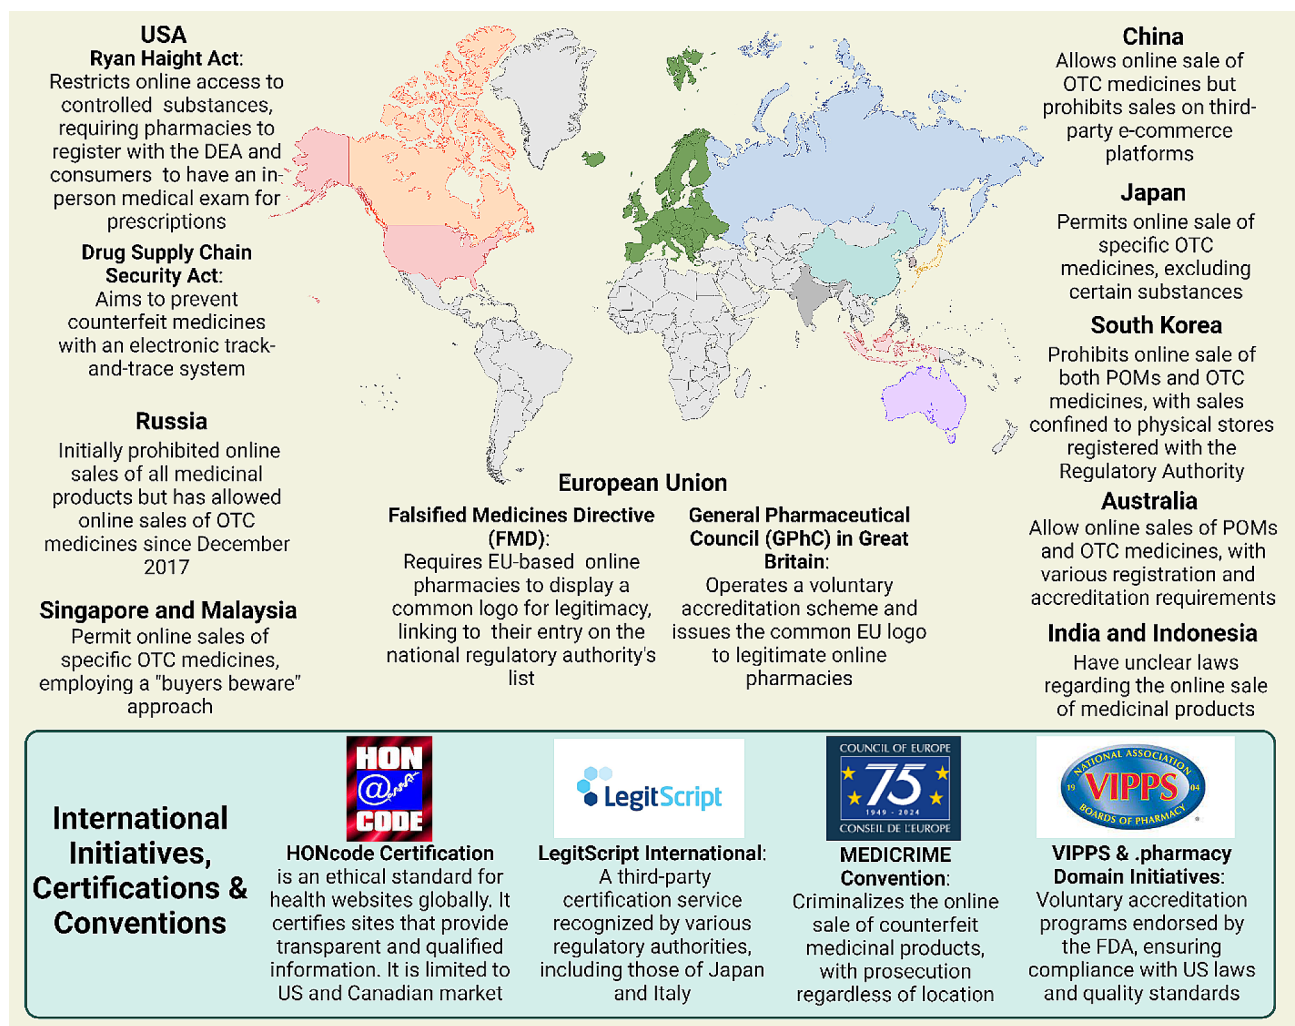 USA
Ryan Haight Act:
Restricts online access to
controlled substances,
requiring pharmacies to
register with the DEA and
consumers to have an in-
person medical exam for
prescriptions
Drug Supply Chain
Security Act:
Aims to prevent
counterfeit medicines
with an electronic track-
and-trace system
Russia
Initially prohibited online
sales of all medicinal
products but has allowed
online sales of OTC
medicines since December
2017
Singapore and Malaysia
Permit online sales of
specific OTC medicines,
employing a "buyers beware"
approach
European Union
Falsified Medicines Directive
(FMD):
Requires EU-based online
pharmacies to display a
common logo for legitimacy,
linking to their entry on the
national regulatory authority's
list
General Pharmaceutical
Council (GPhC) in Great
Britain:
Operates a voluntary
accreditation scheme and
issues the common EU logo
to legitimate online
pharmacies
China
Allows online sale of
OTC medicines but
prohibits sales on third-
party e-commerce
platforms
Japan
Permits online sale of
specific OTC
medicines, excluding
certain substances
South Korea
Prohibits online sale of
both POMs and OTC
medicines, with sales
confined to physical stores
registered with the
Regulatory Authority
Australia
Allow online sales of POMs
and OTC medicines, with
various registration and
accreditation requirements
India and Indonesia
Have unclear laws
regarding the online sale
of medicinal products
International
Initiatives,
Certifications &
Conventions
HON
@
CODE
HONcode Certification
is an ethical standard for
health websites globally. It
certifies sites that provide
transparent and qualified
information. It is limited to
US and Canadian market
LegitScript
LegitScript International:
A third-party
certification service
recognized by various
regulatory authorities,
including those of Japan
and Italy
COUNCIL OF EUROPE
75
1949 - 2024
CONSEIL DE L'EUROPE
MEDICRIME
Convention:
Criminalizes the online
sale of counterfeit
medicinal products,
with prosecution
regardless of location
NATIONAL ASSOCIATION
19 VIPPS 04
BOARDS OF PHARMACY
VIPPS & .pharmacy
Domain Initiatives:
Voluntary accreditation
programs endorsed by
the FDA, ensuring
compliance with US laws
and quality standards